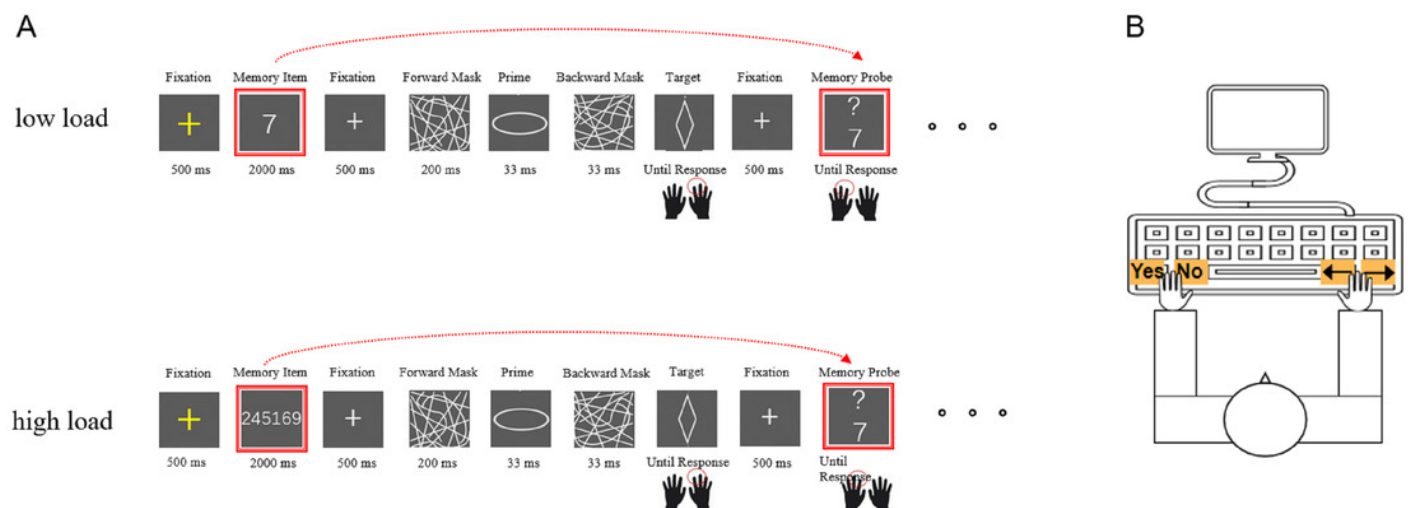 A
B
Fixation Memory Item Fixation Forward Mask Prime Backward Mask Target Fixation Memory Probe
low load
7
?
7
500 ms 2000 ms 500 ms 200 ms 33 ms 33 ms Until Response 500 ms Until Response
Fixation Memory Item Fixation Forward Mask Prime Backward Mask Target Fixation Memory Probe
high load
245169
?
7
500 ms 2000 ms 500 ms 200 ms 33 ms 33 ms Until Response 500 ms Until
Response
Yes No